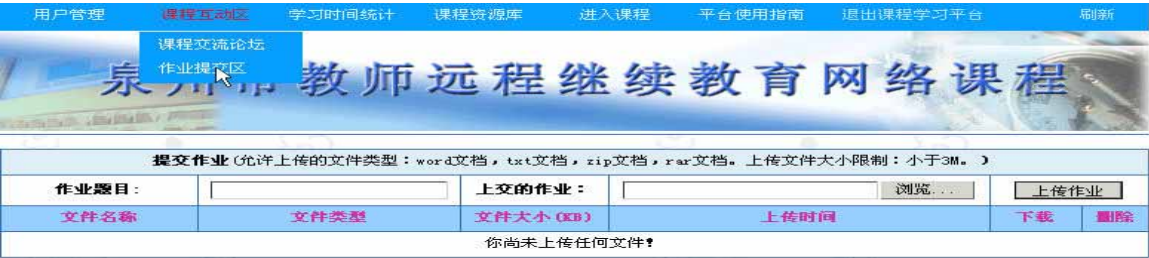 用户管理 课程互动区 学习时间统计 课程资源库 进入课程 平台使用指南 退出课程学习平台 刷新
课程交流论坛
作业提交区
泉州市教师远程继续教育网络课程
提交作业(允许上传的文件类型：word文档，txt文档，zip文档，rar文档。上传文件大小限制：小于3M。)
作业题目： 上交的作业： 浏览... 上传作业
文件名称 文件类型 文件大小(KB) 上传时间 下载 删除
你尚未上传任何文件！